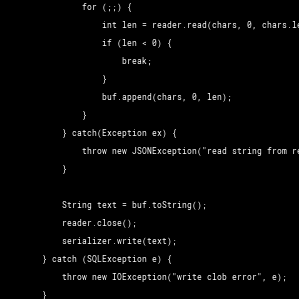 for (;;) {
int len = reader.read(chars, 0, chars.le
if (len < 0) {
break;
}
buf.append(chars, 0, len);
}
} catch(Exception ex) {
throw new JSONException("read string from re
}
String text = buf.toString();
reader.close();
serializer.write(text);
} catch (SQLException e) {
throw new IOException("write clob error", e);
}